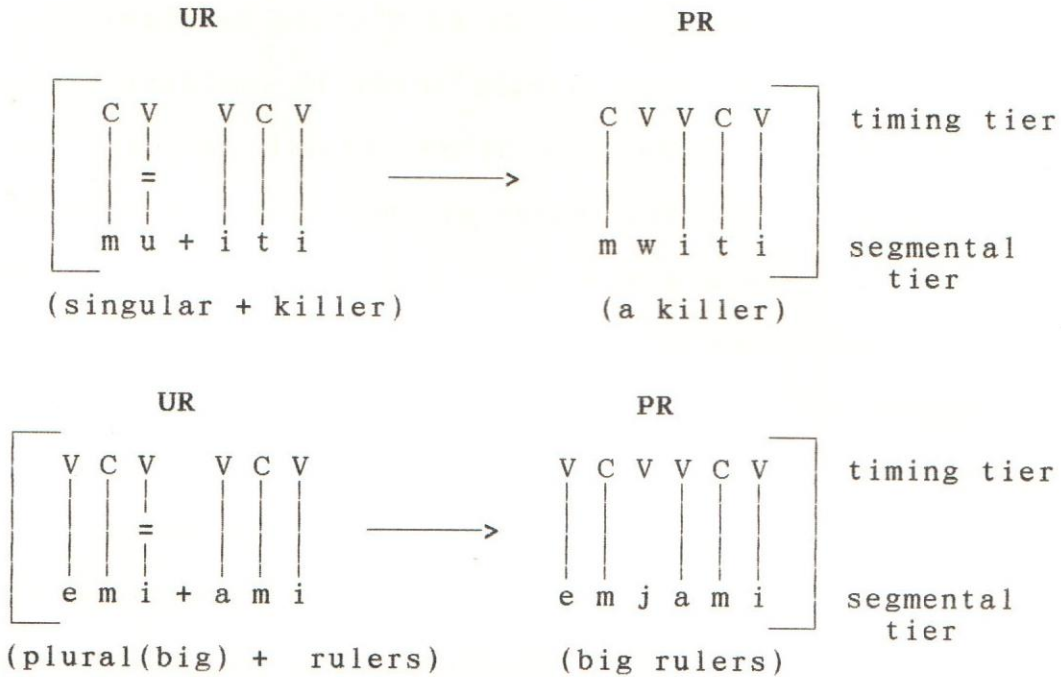 UR PR
C V V C V C V V C V timing tier
=
m u + i t i m w i t i segmental
tier
(singular + killer) (a killer)
UR PR
V C V V C V V C V V C V timing tier
=
e m i + a m i e m j a m i segmental
tier
(plural(big) + rulers) (big rulers)